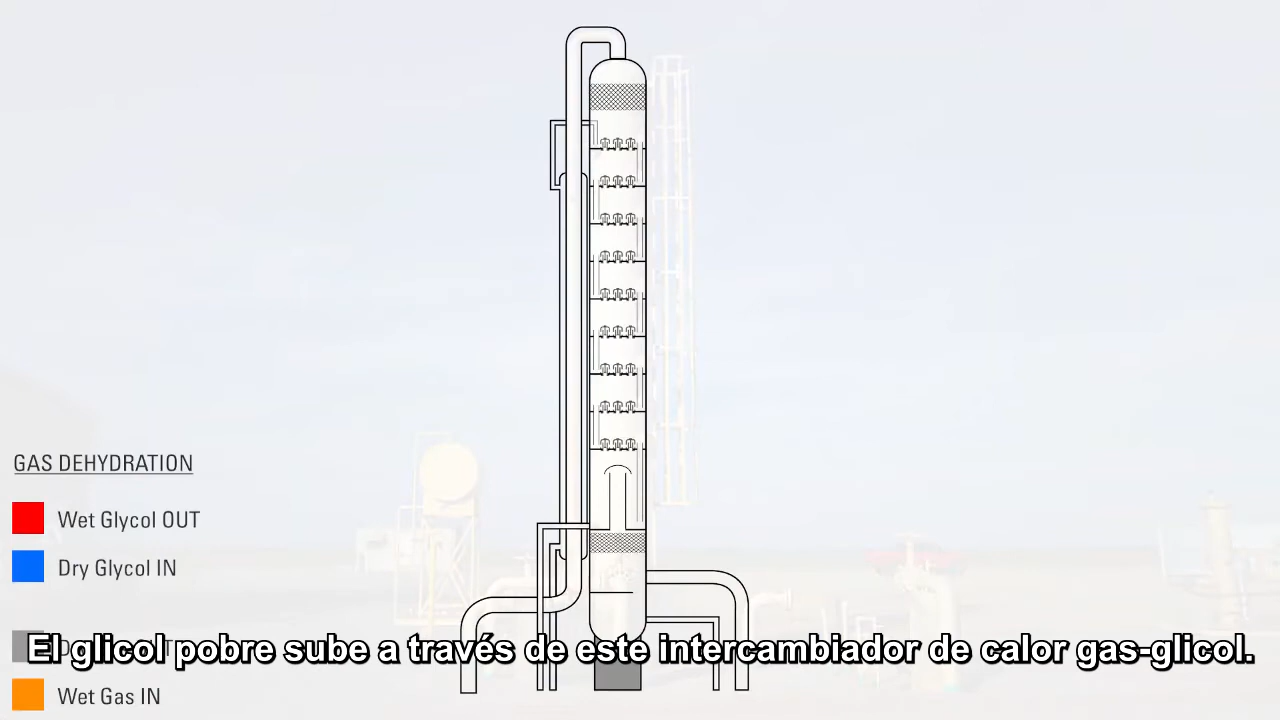 GAS DEHYDRATION
Wet Glycol OUT
Dry Glycol IN
El glicol pobre sube a través de este intercambiador de calor gas-glicol.
Wet Gas IN